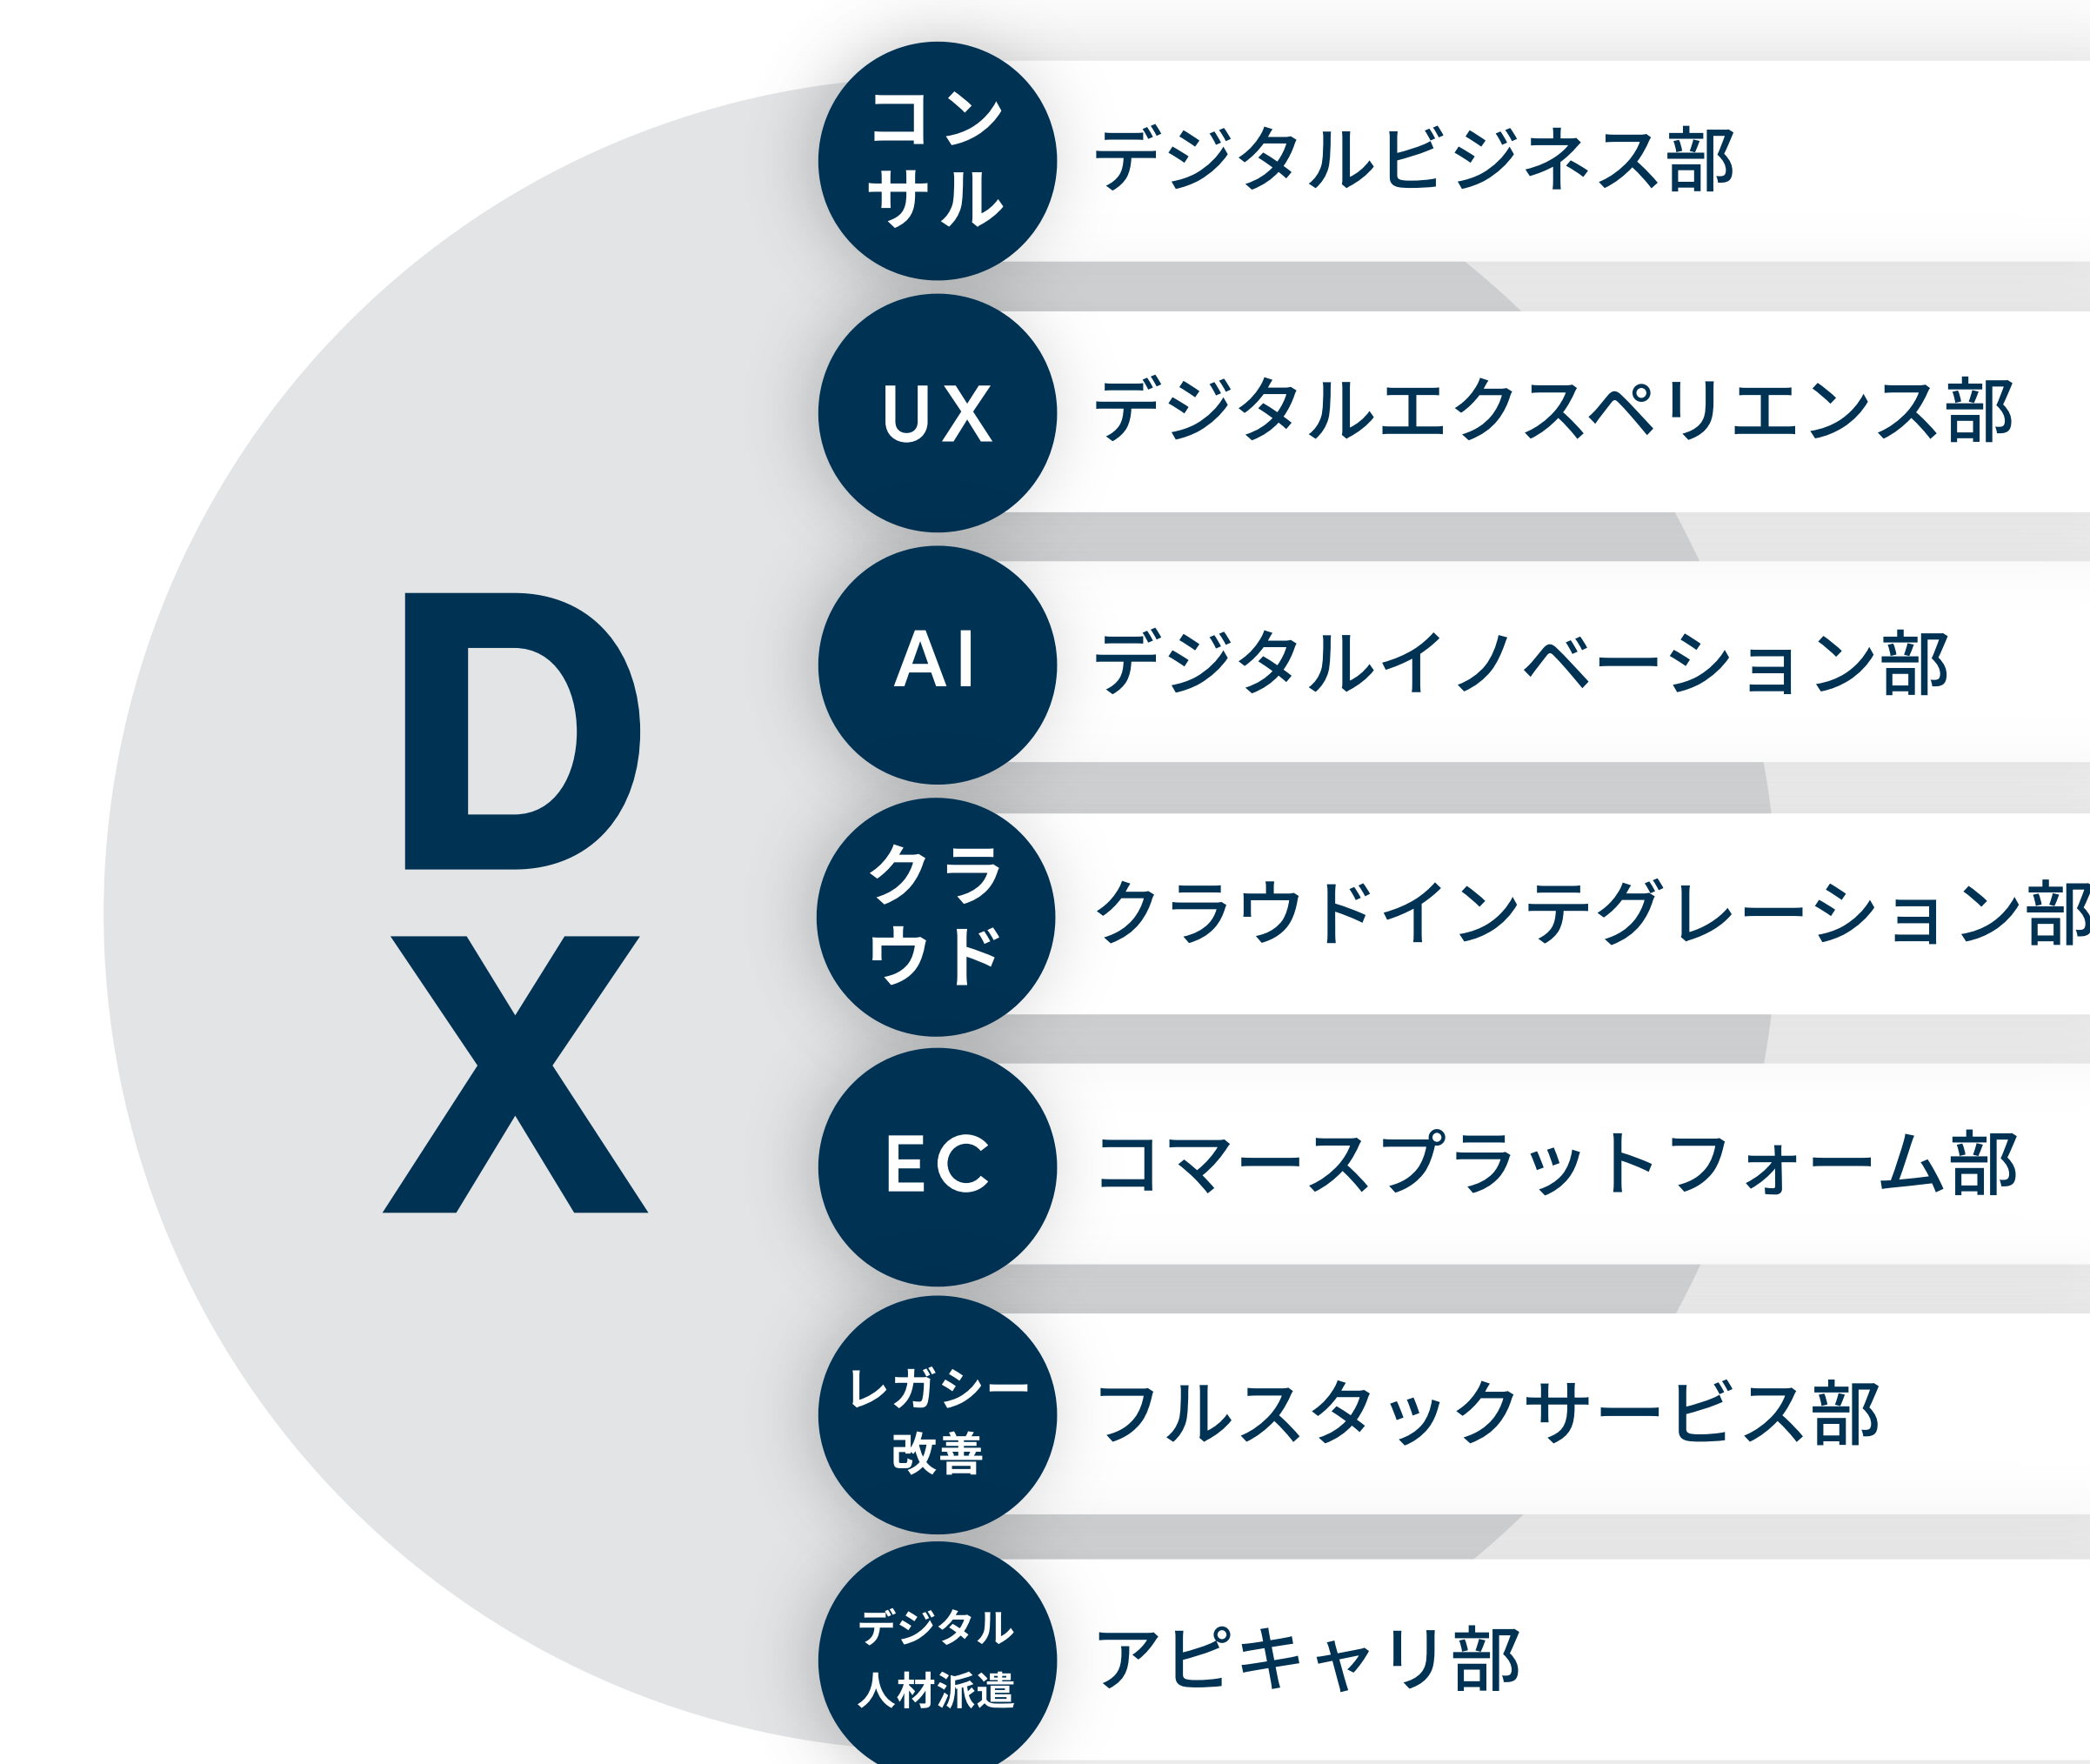 D
X
コン
サル
デジタルビジネス部
UX
デジタルエクスペリエンス部
AI
デジタルイノベーション部
クラ
ウド
クラウドインテグレーション部
EC
コマースプラットフォーム部
レガシー
改善
フルスタックサービス部
デジタル
人材派遣
アピキャリ部